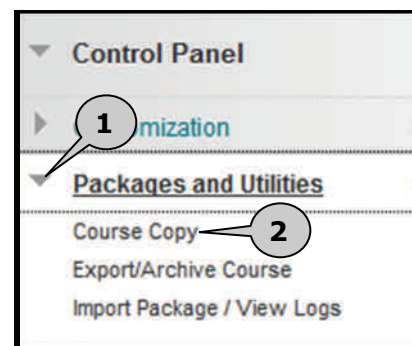 Control Panel
1
mization
Packages and Utilities
Course Copy
2
Export/Archive Course
Import Package / View Logs